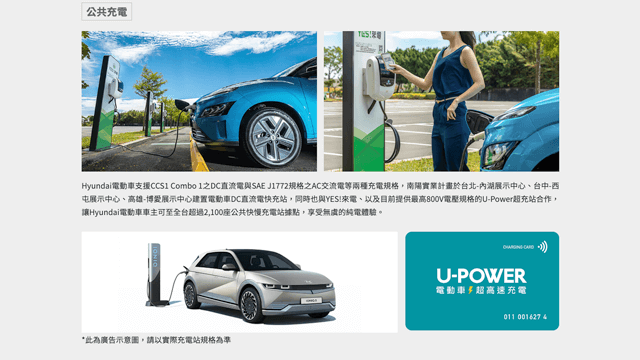 公共充電
YES!來電
Hyundai電動車支援CCS1 Combo 1之DC直流電與SAE J1772規格之AC交流電等兩種充電規格，南陽實業計畫於台北-內湖展示中心、台中-西
屯展示中心、高雄-博愛展示中心建置電動車DC直流電快充站，同時也與YES!來電、以及目前提供最高800V電壓規格的U-Power超充站合作，
讓Hyundai電動車車主可至全台超過2,100座公共快慢充電站據點，享受無虞的純電體驗。
IONIQ
CHARGING CARD
U-POWER
電動車超高速充電
011 001627 4
*此為廣告示意圖，請以實際充電站規格為準